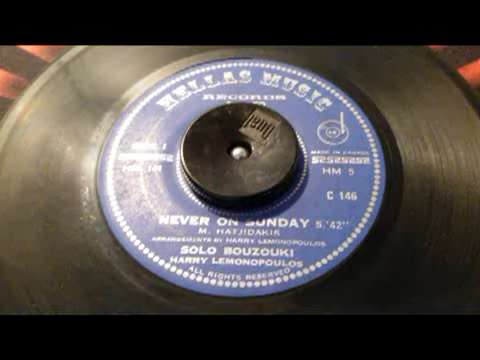 HELLAS MUSIC
RECORDS
MADE IN CANADA
HM 5
C 146
NEVER ON SUNDAY 5.'42"
M. HATJIDAKIS
ARRANGEMENTS BY HARRY LEMONOPOULOS
SOLO BOUZOUKI
HARRY LEMONOPOULOS
ALL RIGHTS RESERVED